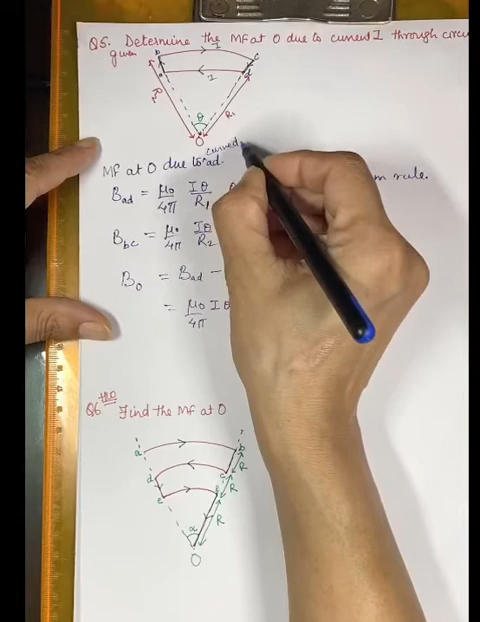 Q5. Determine the MF at O due to current I through circu
given
b I c
a I d
R2 θ R1
O
curved
MF at O due to ad. rule.
Bad = μ0/4π Iθ/R1
Bbc = μ0/4π Iθ/R2
B0 = Bad −
= μ0/4π I θ
Q6 HW Find the MF at O
a b
d c R
e f R
α R
O